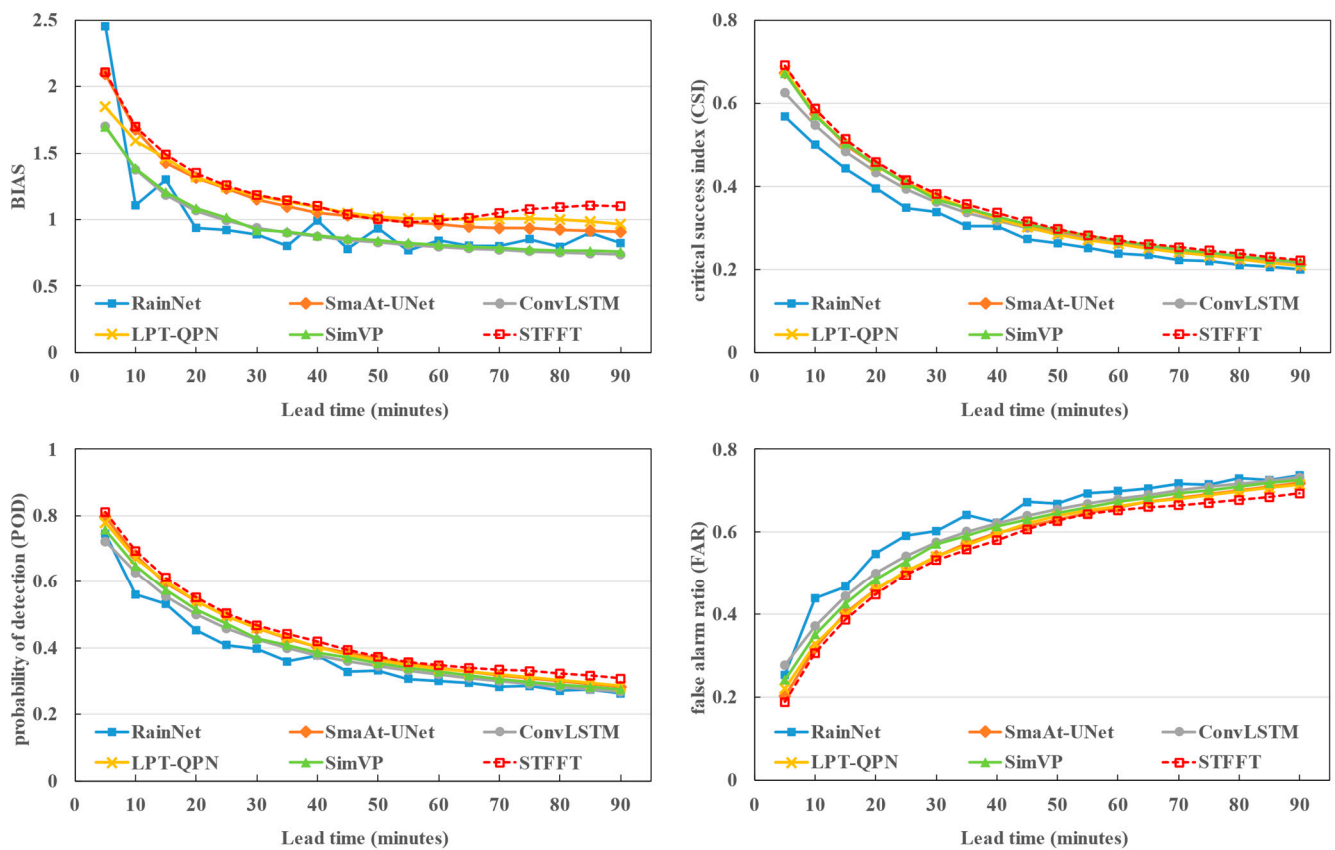 2.5
2
1.5
1
0.5
0
BIAS
RainNet SmaAt-UNet ConvLSTM
LPT-QPN SimVP STFFT
0 10 20 30 40 50 60 70 80 90
Lead time (minutes)
0.8
0.6
0.4
0.2
0
critical success index (CSI)
RainNet SmaAt-UNet ConvLSTM
LPT-QPN SimVP STFFT
0 10 20 30 40 50 60 70 80 90
Lead time (minutes)
1
0.8
0.6
0.4
0.2
0
probability of detection (POD)
RainNet SmaAt-UNet ConvLSTM
LPT-QPN SimVP STFFT
0 10 20 30 40 50 60 70 80 90
Lead time (minutes)
0.8
0.6
0.4
0.2
0
false alarm ratio (FAR)
RainNet SmaAt-UNet ConvLSTM
LPT-QPN SimVP STFFT
0 10 20 30 40 50 60 70 80 90
Lead time (minutes)